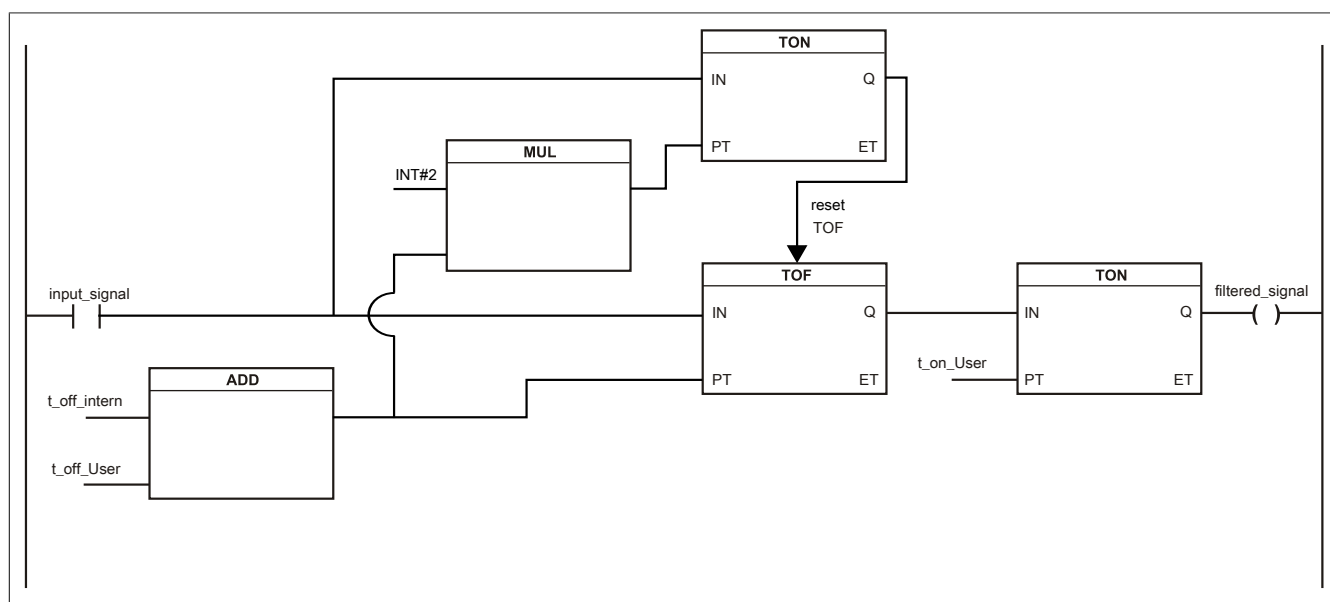 TON
IN Q
PT ET
MUL
INT#2
reset
TOF
TOF
IN Q
PT ET
TON
IN Q
PT ET
input_signal
filtered_signal
t_on_User
ADD
t_off_intern
t_off_User